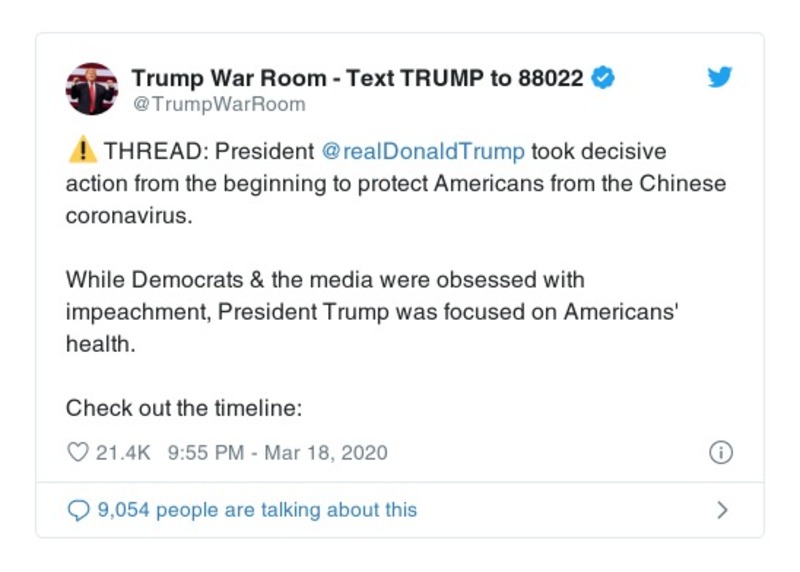 Trump War Room - Text TRUMP to 88022
@TrumpWarRoom
⚠️ THREAD: President @realDonaldTrump took decisive
action from the beginning to protect Americans from the Chinese
coronavirus.
While Democrats & the media were obsessed with
impeachment, President Trump was focused on Americans'
health.
Check out the timeline:
21.4K 9:55 PM - Mar 18, 2020
9,054 people are talking about this